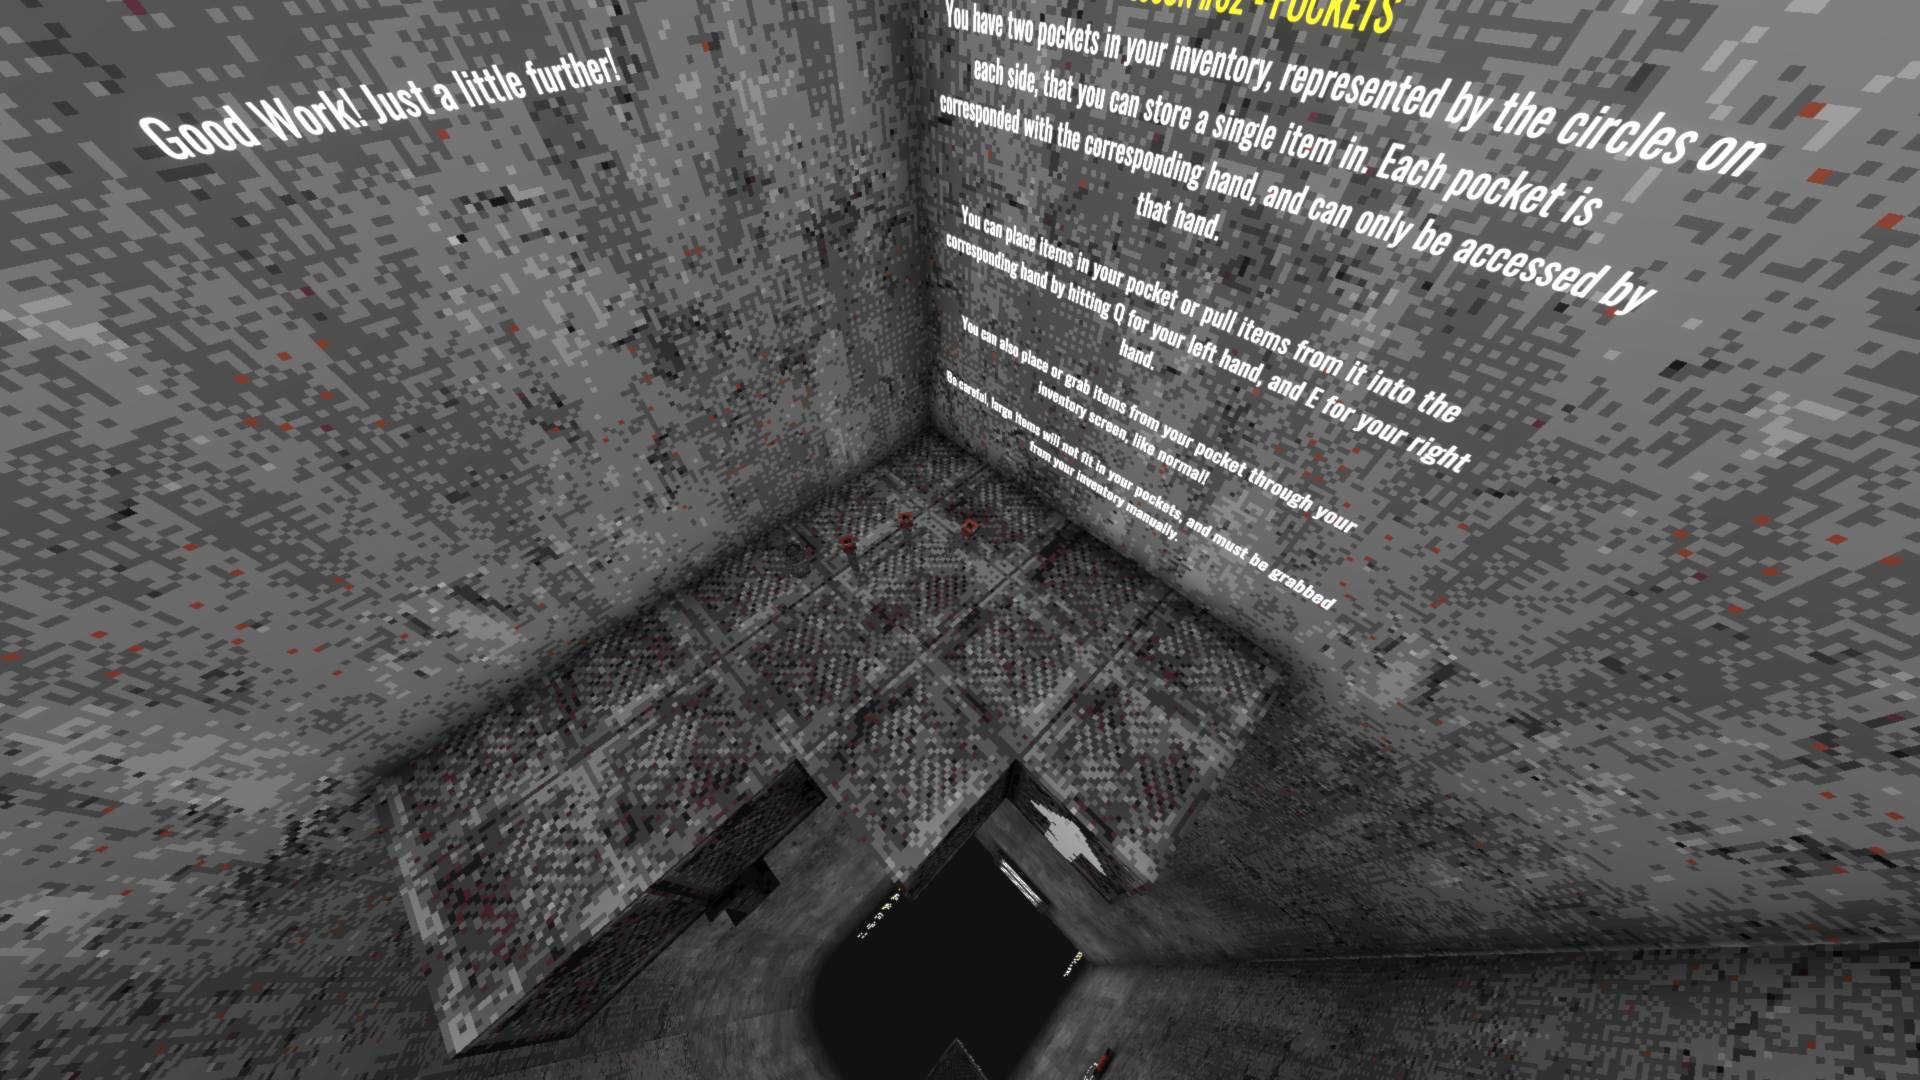 Good Work! Just a little further!
#02 - POCKETS
You have two pockets in your inventory, represented by the circles on
each side, that you can store a single item in. Each pocket is
corresponded with the corresponding hand, and can only be accessed by
that hand.
You can place items in your pocket or pull items from it into the
corresponding hand by hitting Q for your left hand, and E for your right
hand.
You can also place or grab items from your pocket through your
inventory screen, like normal!
Be careful, large items will not fit in your pockets, and must be grabbed
from your inventory manually.